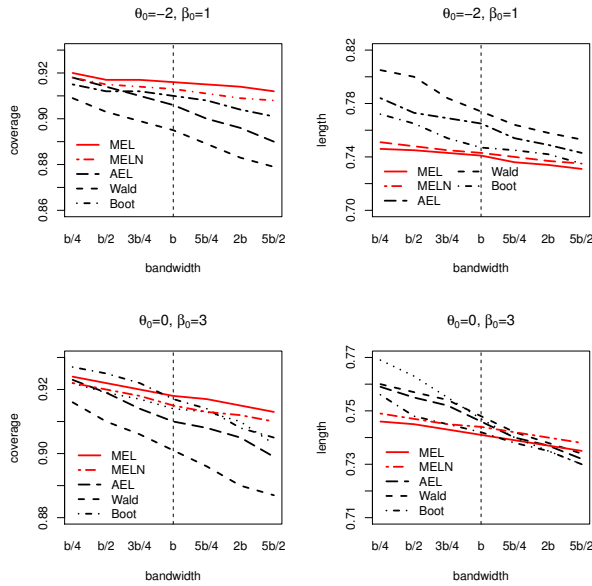 θ0=−2, β0=1
coverage
0.86 0.88 0.90 0.92
MEL
MELN
AEL
Wald
Boot
b/4 b/2 3b/4 b 5b/4 2b 5b/2
bandwidth
θ0=−2, β0=1
length
0.70 0.74 0.78 0.82
MEL
MELN
AEL
Wald
Boot
b/4 b/2 3b/4 b 5b/4 2b 5b/2
bandwidth
θ0=0, β0=3
coverage
0.88 0.90 0.92
MEL
MELN
AEL
Wald
Boot
b/4 b/2 3b/4 b 5b/4 2b 5b/2
bandwidth
θ0=0, β0=3
length
0.71 0.73 0.75 0.77
MEL
MELN
AEL
Wald
Boot
b/4 b/2 3b/4 b 5b/4 2b 5b/2
bandwidth